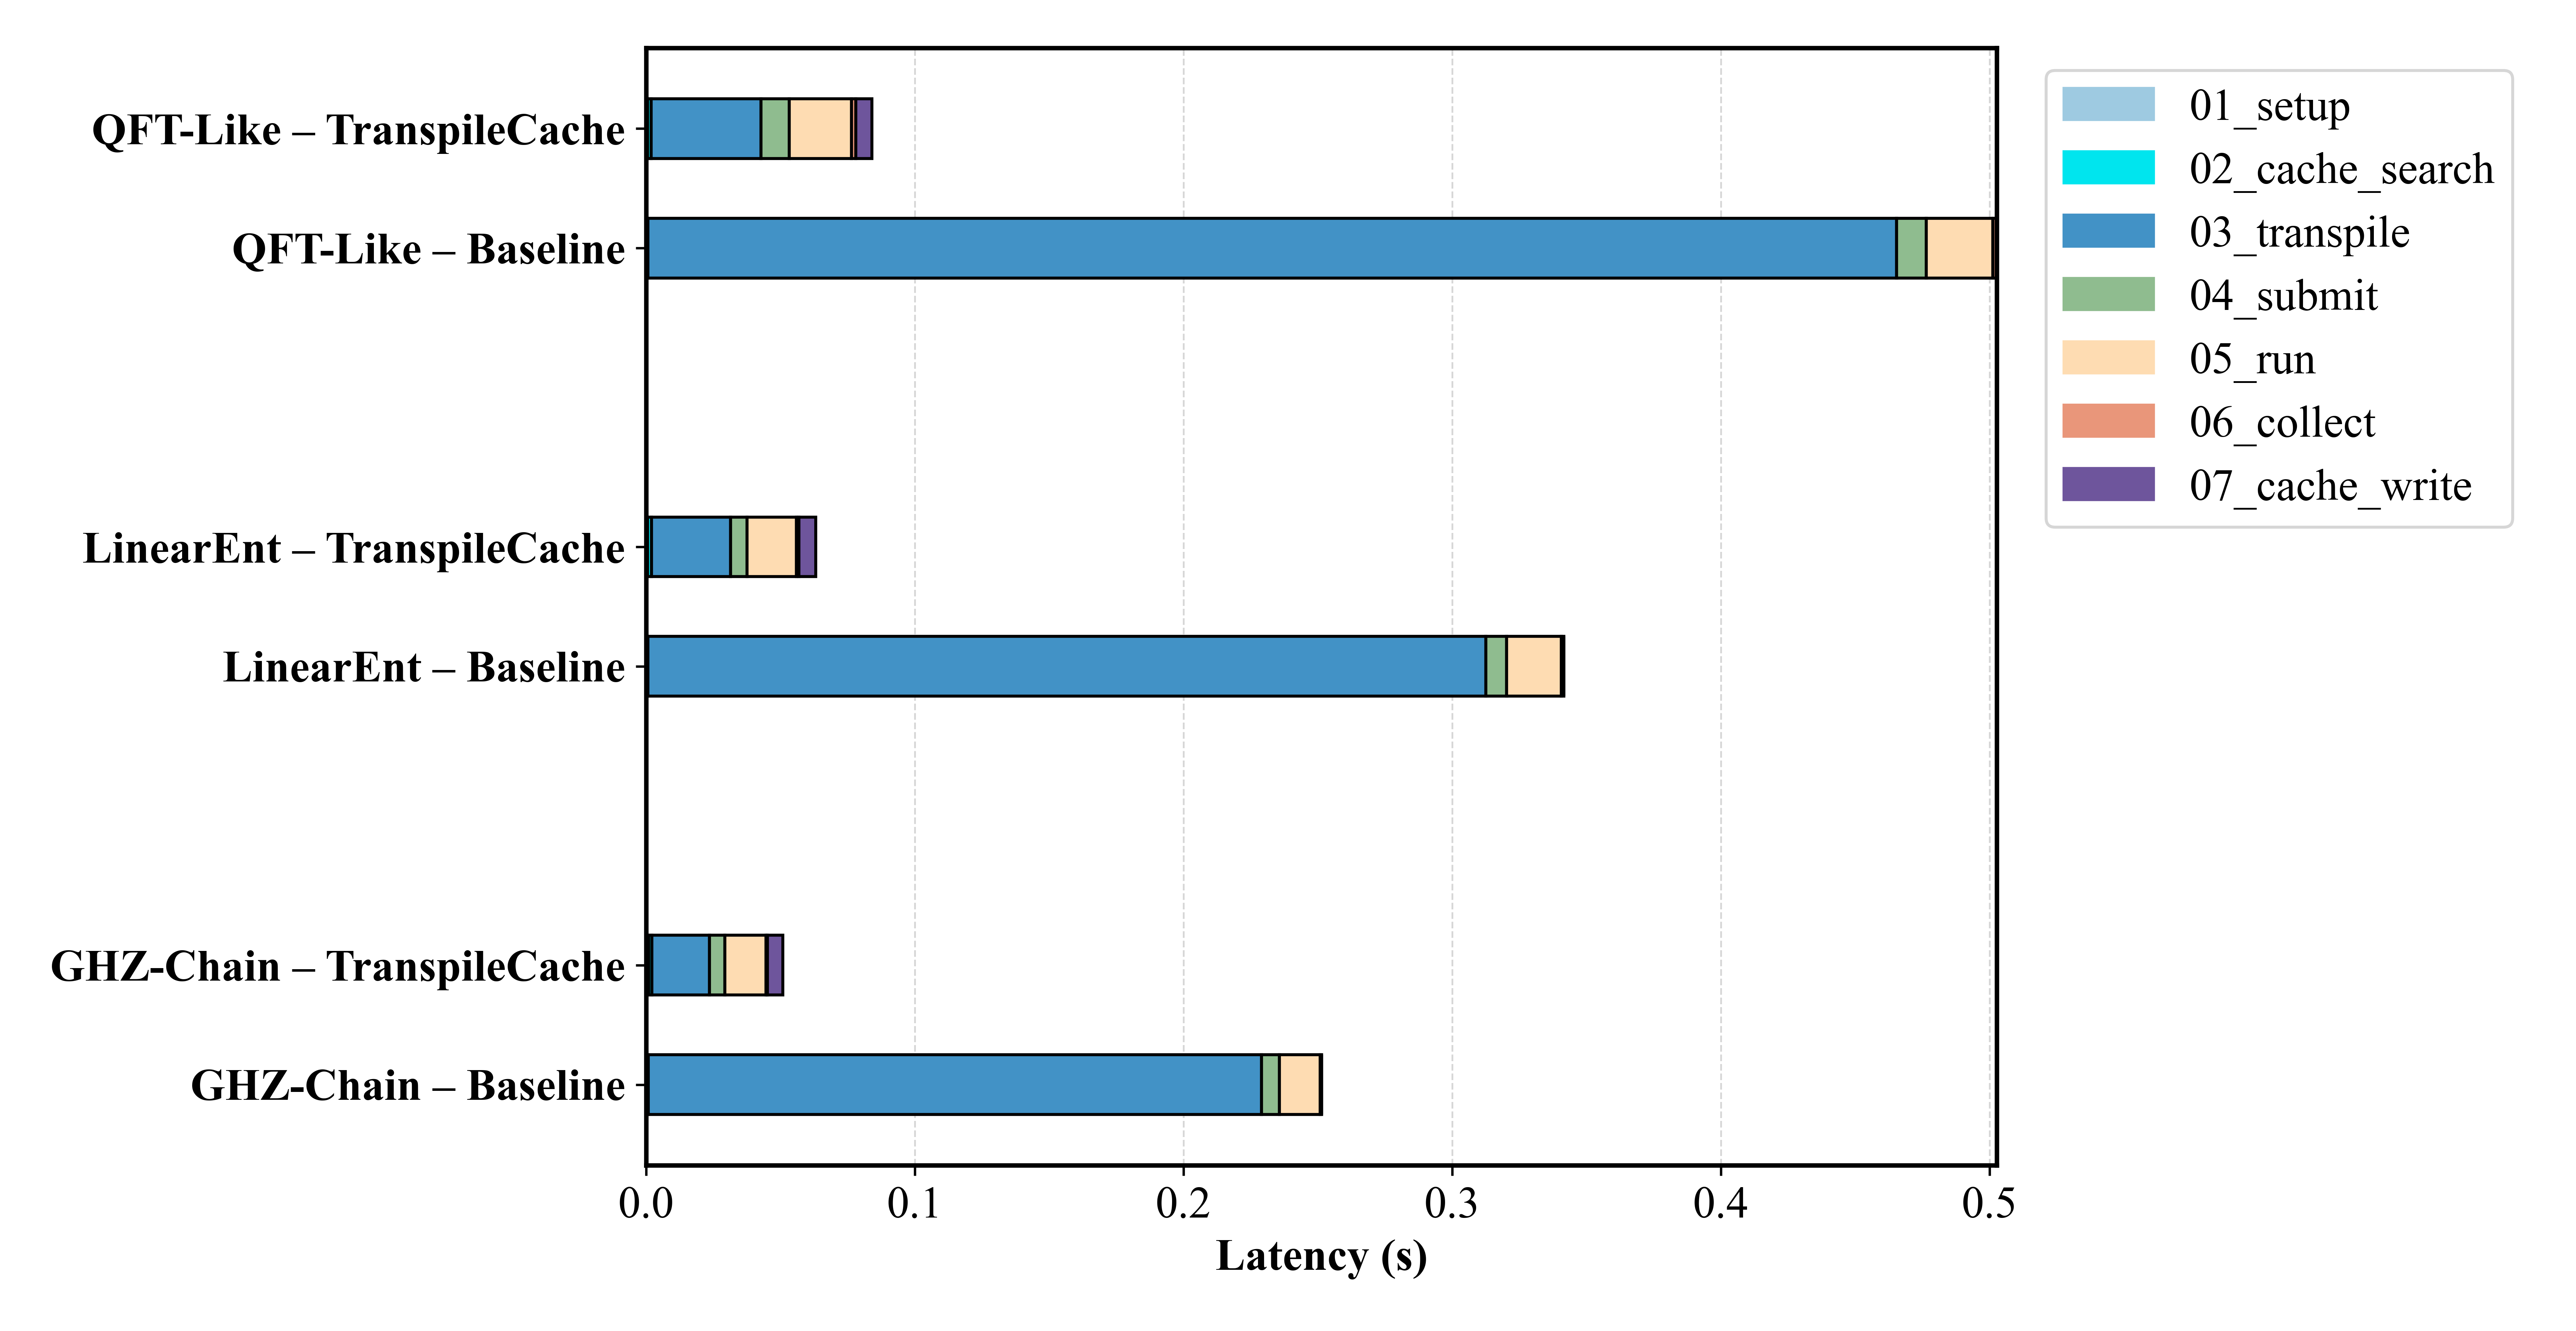 QFT-Like – TranspileCache
QFT-Like – Baseline
LinearEnt – TranspileCache
LinearEnt – Baseline
GHZ-Chain – TranspileCache
GHZ-Chain – Baseline
0.0 0.1 0.2 0.3 0.4 0.5
Latency (s)
01_setup
02_cache_search
03_transpile
04_submit
05_run
06_collect
07_cache_write